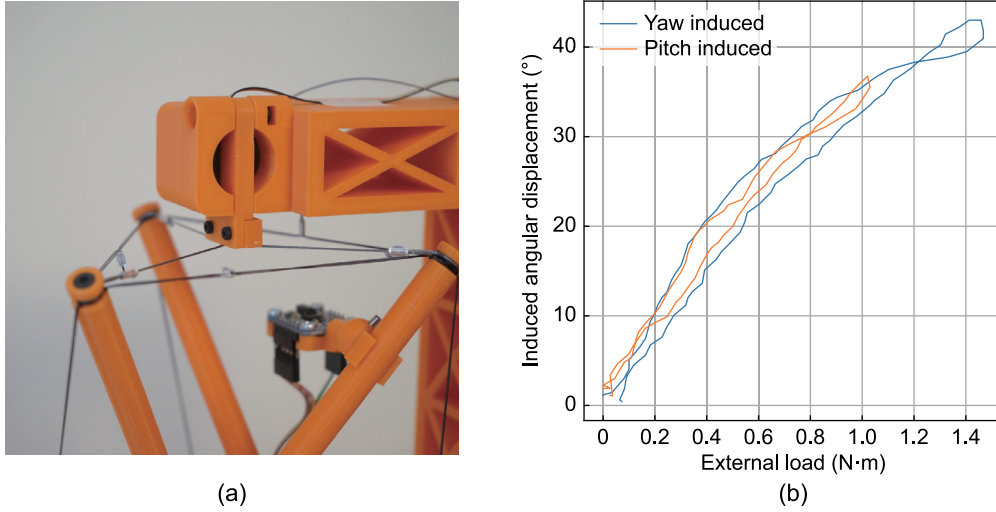 Yaw induced
Pitch induced
Induced angular displacement (°)
40
30
20
10
0
0 0.2 0.4 0.6 0.8 1.0 1.2 1.4
External load (N·m)
(a)
(b)